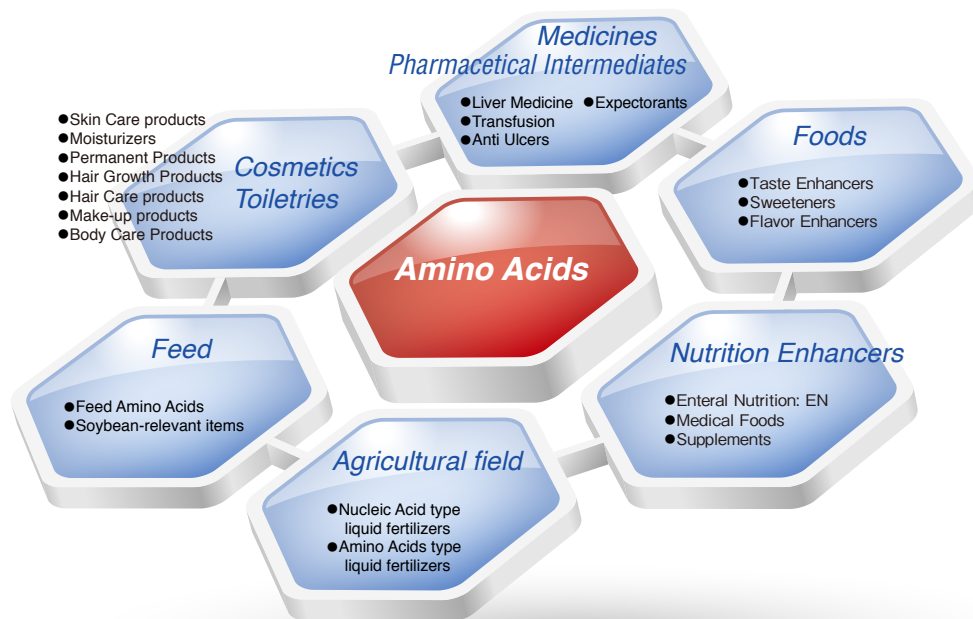 Medicines
Pharmacetical Intermediates
●Liver Medicine ●Expectorants
●Transfusion
●Anti Ulcers
Foods
●Taste Enhancers
●Sweeteners
●Flavor Enhancers
●Skin Care products
●Moisturizers
●Permanent Products
●Hair Growth Products
●Hair Care products
●Make-up products
●Body Care Products
Cosmetics
Toiletries
Amino Acids
Feed
●Feed Amino Acids
●Soybean-relevant items
Nutrition Enhancers
●Enteral Nutrition: EN
●Medical Foods
●Supplements
Agricultural field
●Nucleic Acid type
liquid fertilizers
●Amino Acids type
liquid fertilizers